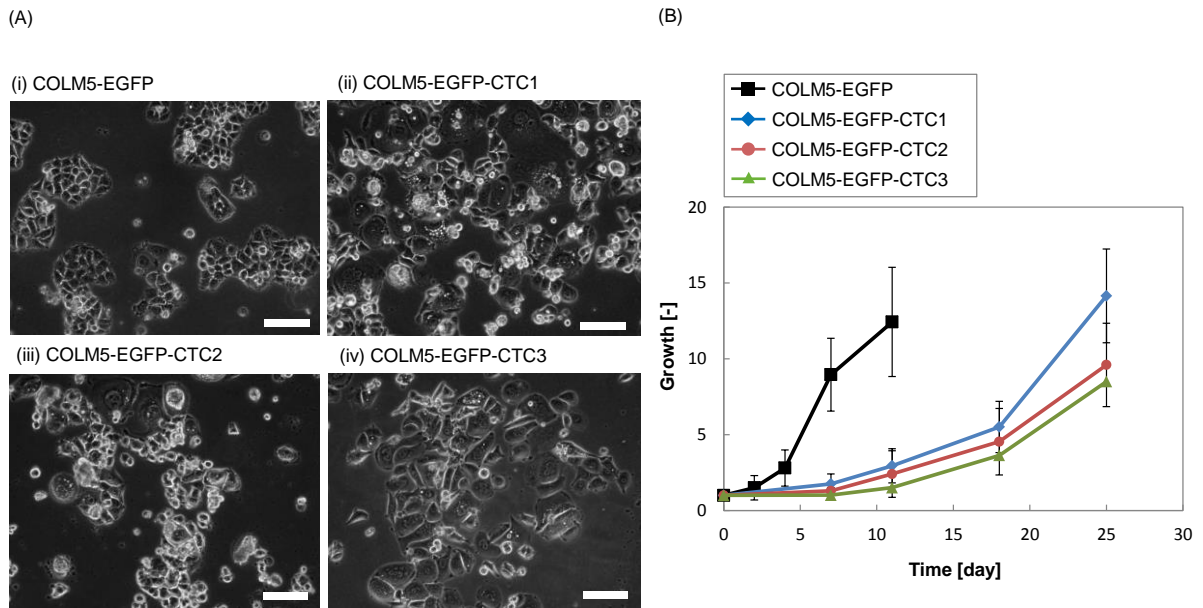 (A)
(B)
(i) COLM5-EGFP
(ii) COLM5-EGFP-CTC1
(iii) COLM5-EGFP-CTC2
(iv) COLM5-EGFP-CTC3
COLM5-EGFP
COLM5-EGFP-CTC1
COLM5-EGFP-CTC2
COLM5-EGFP-CTC3
20
15
10
5
0
Growth [-]
0
5
10
15
20
25
30
Time [day]